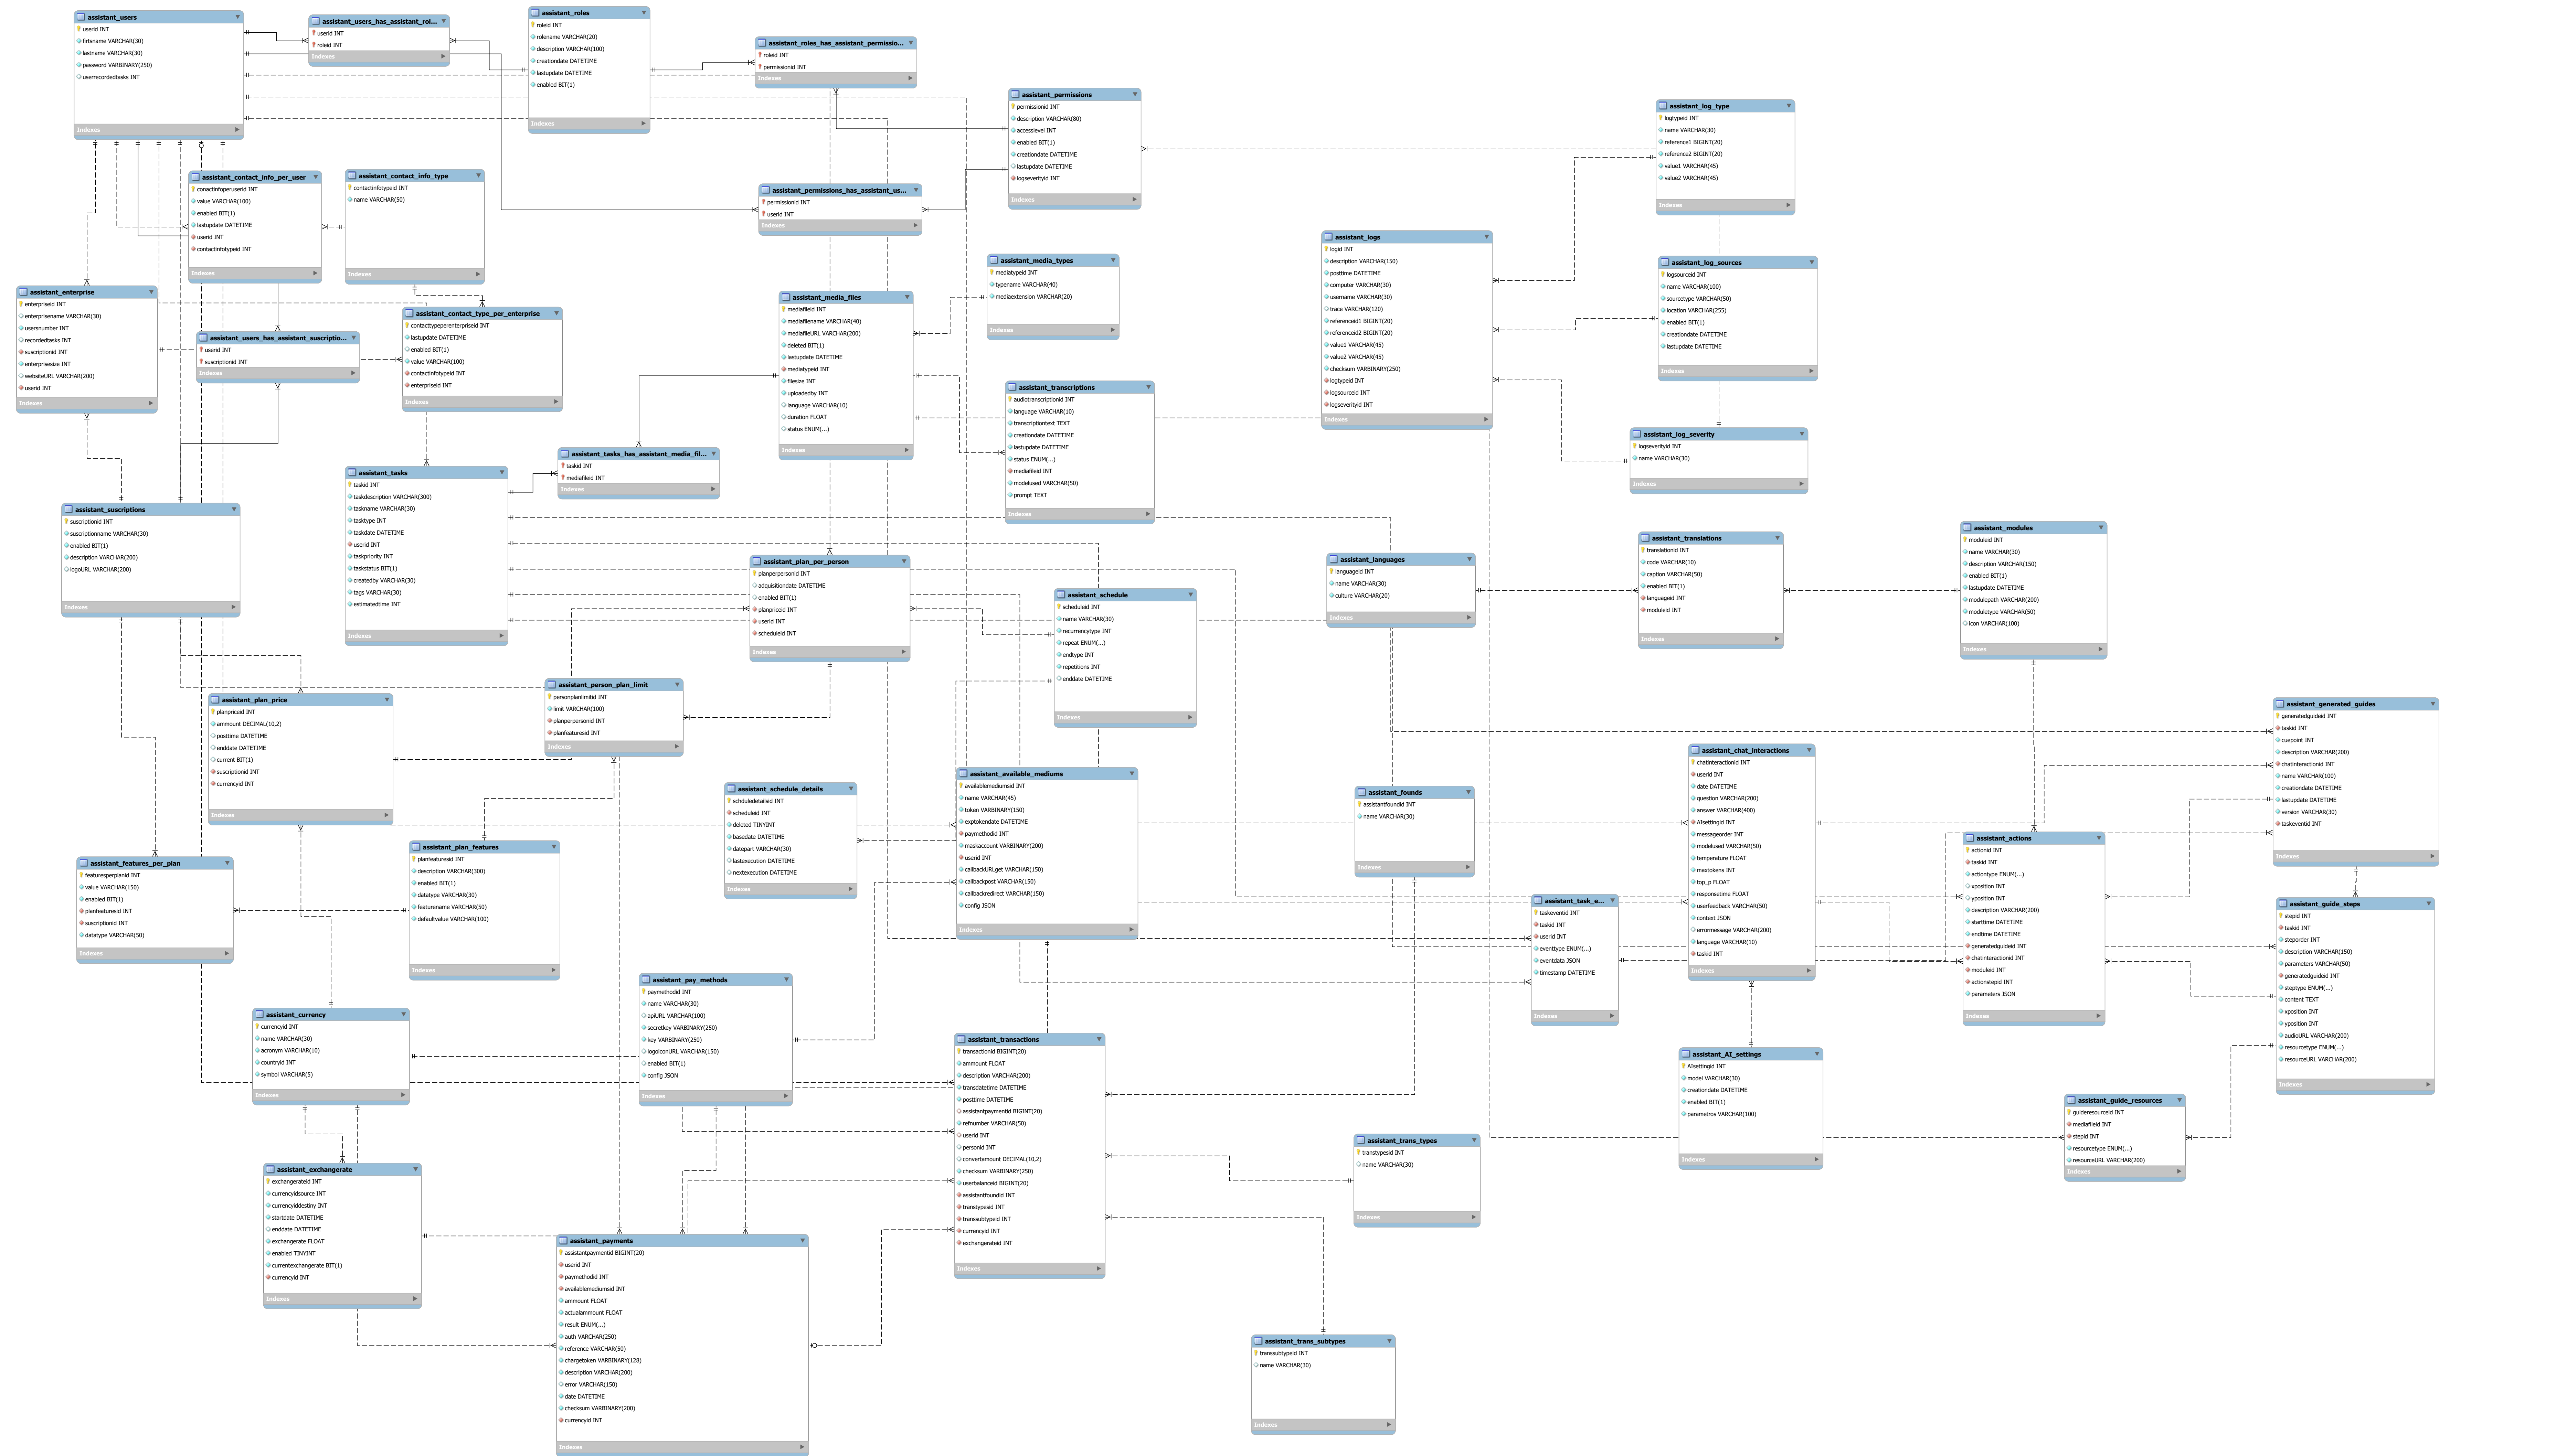 assistant_users
userid INT
firtsname VARCHAR(30)
lastname VARCHAR(30)
password VARBINARY(250)
userrecordedtasks INT
Indexes
assistant_users_has_assistant_rol...
userid INT
roleid INT
Indexes
assistant_roles
roleid INT
rolename VARCHAR(20)
description VARCHAR(100)
creationdate DATETIME
lastupdate DATETIME
enabled BIT(1)
Indexes
assistant_roles_has_assistant_permissio...
roleid INT
permissionid INT
Indexes
assistant_permissions
permissionid INT
description VARCHAR(80)
accesslevel INT
enabled BIT(1)
creationdate DATETIME
lastupdate DATETIME
logseverityid INT
Indexes
assistant_log_type
logtypeid INT
name VARCHAR(30)
reference1 BIGINT(20)
reference2 BIGINT(20)
value1 VARCHAR(45)
value2 VARCHAR(45)
Indexes
assistant_contact_info_per_user
conactinfoperuserid INT
value VARCHAR(100)
enabled BIT(1)
lastupdate DATETIME
userid INT
contactinfotypeid INT
Indexes
assistant_contact_info_type
contactinfotypeid INT
name VARCHAR(50)
Indexes
assistant_permissions_has_assistant_us...
permissionid INT
userid INT
Indexes
assistant_logs
logid INT
description VARCHAR(150)
posttime DATETIME
computer VARCHAR(30)
username VARCHAR(30)
trace VARCHAR(120)
referenceid1 BIGINT(20)
referenceid2 BIGINT(20)
value1 VARCHAR(45)
value2 VARCHAR(45)
checksum VARBINARY(250)
logtypeid INT
logsourceid INT
logseverityid INT
Indexes
assistant_log_sources
logsourceid INT
name VARCHAR(100)
sourcetype VARCHAR(50)
location VARCHAR(255)
enabled BIT(1)
creationdate DATETIME
lastupdate DATETIME
Indexes
assistant_media_types
mediatypeid INT
typename VARCHAR(40)
mediaextension VARCHAR(20)
Indexes
assistant_enterprise
enterpriseid INT
enterprisename VARCHAR(30)
usersnumber INT
recordedtasks INT
suscriptionid INT
enterprisesize INT
websiteURL VARCHAR(200)
userid INT
Indexes
assistant_users_has_assistant_suscriptio...
userid INT
suscriptionid INT
Indexes
assistant_contact_type_per_enterprise
contacttypeperenterpriseid INT
lastupdate DATETIME
enabled BIT(1)
value VARCHAR(100)
contactinfotypeid INT
enterpriseid INT
Indexes
assistant_media_files
mediafileid INT
mediafilename VARCHAR(40)
mediafileURL VARCHAR(200)
deleted BIT(1)
lastupdate DATETIME
mediatypeid INT
filesize INT
uploadedby INT
language VARCHAR(10)
duration FLOAT
status ENUM(...)
Indexes
assistant_transcriptions
audiotranscriptionid INT
language VARCHAR(10)
transcriptiontext TEXT
creationdate DATETIME
lastupdate DATETIME
status ENUM(...)
mediafileid INT
modelused VARCHAR(50)
prompt TEXT
Indexes
assistant_log_severity
logseverityid INT
name VARCHAR(30)
Indexes
assistant_tasks
taskid INT
taskdescription VARCHAR(300)
taskname VARCHAR(30)
tasktype INT
taskdate DATETIME
userid INT
taskpriority INT
taskstatus BIT(1)
createdby VARCHAR(30)
tags VARCHAR(30)
estimatedtime INT
Indexes
assistant_tasks_has_assistant_media_fil...
taskid INT
mediafileid INT
Indexes
assistant_suscriptions
suscriptionid INT
suscriptionname VARCHAR(30)
enabled BIT(1)
description VARCHAR(200)
logoURL VARCHAR(200)
Indexes
assistant_plan_per_person
planperpersonid INT
adquisitiondate DATETIME
enabled BIT(1)
planpriceid INT
userid INT
scheduleid INT
Indexes
assistant_schedule
scheduleid INT
name VARCHAR(30)
recurrencytype INT
repeat ENUM(...)
endtype INT
repetitions INT
enddate DATETIME
Indexes
assistant_languages
languageid INT
name VARCHAR(30)
culture VARCHAR(20)
Indexes
assistant_translations
translationid INT
code VARCHAR(10)
caption VARCHAR(50)
enabled BIT(1)
languageid INT
moduleid INT
Indexes
assistant_modules
moduleid INT
name VARCHAR(30)
description VARCHAR(150)
enabled BIT(1)
lastupdate DATETIME
modulepath VARCHAR(200)
moduletype VARCHAR(50)
icon VARCHAR(100)
Indexes
assistant_plan_price
planpriceid INT
ammount DECIMAL(10,2)
posttime DATETIME
enddate DATETIME
current BIT(1)
suscriptionid INT
currencyid INT
Indexes
assistant_person_plan_limit
personplanlimitid INT
limit VARCHAR(100)
planperpersonid INT
planfeaturesid INT
Indexes
assistant_generated_guides
generatedguideid INT
taskid INT
cuepoint INT
description VARCHAR(200)
chatinteractionid INT
name VARCHAR(100)
creationdate DATETIME
lastupdate DATETIME
version VARCHAR(30)
taskeventid INT
Indexes
assistant_schedule_details
schduledetailsid INT
scheduleid INT
deleted TINYINT
basedate DATETIME
datepart VARCHAR(30)
lastexecution DATETIME
nextexecution DATETIME
Indexes
assistant_available_mediums
availablemediumsid INT
name VARCHAR(45)
token VARBINARY(150)
exptokendate DATETIME
paymethodid INT
maskaccount VARBINARY(200)
userid INT
callbackURLget VARCHAR(150)
callbackpost VARCHAR(150)
callbackredirect VARCHAR(150)
config JSON
Indexes
assistant_founds
assistantfoundid INT
name VARCHAR(30)
Indexes
assistant_chat_interactions
chatinteractionid INT
userid INT
date DATETIME
question VARCHAR(200)
answer VARCHAR(400)
AIsettingid INT
messageorder INT
modelused VARCHAR(50)
temperature FLOAT
maxtokens INT
top_p FLOAT
responsetime FLOAT
userfeedback VARCHAR(50)
context JSON
errormessage VARCHAR(200)
language VARCHAR(10)
taskid INT
Indexes
assistant_actions
actionid INT
taskid INT
actiontype ENUM(...)
xposition INT
yposition INT
description VARCHAR(200)
starttime DATETIME
endtime DATETIME
generatedguideid INT
chatinteractionid INT
moduleid INT
actionstepid INT
parameters JSON
Indexes
assistant_features_per_plan
featuresperplanid INT
value VARCHAR(150)
enabled BIT(1)
planfeaturesid INT
suscriptionid INT
datatype VARCHAR(50)
Indexes
assistant_plan_features
planfeaturesid INT
description VARCHAR(300)
enabled BIT(1)
datatype VARCHAR(30)
featurename VARCHAR(50)
defaultvalue VARCHAR(100)
Indexes
assistant_task_e...
taskeventid INT
taskid INT
userid INT
eventtype ENUM(...)
eventdata JSON
timestamp DATETIME
Indexes
assistant_guide_steps
stepid INT
taskid INT
steporder INT
description VARCHAR(150)
parameters VARCHAR(50)
generatedguideid INT
steptype ENUM(...)
content TEXT
xposition INT
yposition INT
audioURL VARCHAR(200)
resourcetype ENUM(...)
resourceURL VARCHAR(200)
Indexes
assistant_currency
currencyid INT
name VARCHAR(30)
acronym VARCHAR(10)
countryid INT
symbol VARCHAR(5)
Indexes
assistant_pay_methods
paymethodid INT
name VARCHAR(30)
apiURL VARCHAR(100)
secretkey VARBINARY(250)
key VARBINARY(250)
logoiconURL VARCHAR(150)
enabled BIT(1)
config JSON
Indexes
assistant_transactions
transactionid BIGINT(20)
ammount FLOAT
description VARCHAR(200)
transdatetime DATETIME
posttime DATETIME
assistantpaymentid BIGINT(20)
refnumber VARCHAR(50)
userid INT
personid INT
convertamount DECIMAL(10,2)
checksum VARBINARY(250)
userbalanceid BIGINT(20)
assistantfoundid INT
transtypesid INT
transsubtypeid INT
currencyid INT
exchangerateid INT
Indexes
assistant_AI_settings
AIsettingid INT
model VARCHAR(30)
creationdate DATETIME
enabled BIT(1)
parametros VARCHAR(100)
Indexes
assistant_guide_resources
guideresourceid INT
mediafileid INT
stepid INT
resourcetype ENUM(...)
resourceURL VARCHAR(200)
Indexes
assistant_trans_types
transtypesid INT
name VARCHAR(30)
Indexes
assistant_exchangerate
exchangerateid INT
currencyidsource INT
currencyiddestiny INT
startdate DATETIME
enddate DATETIME
exchangerate FLOAT
enabled TINYINT
currentexchangerate BIT(1)
currencyid INT
Indexes
assistant_payments
assistantpaymentid BIGINT(20)
userid INT
paymethodid INT
availablemediumsid INT
ammount FLOAT
actualammount FLOAT
result ENUM(...)
auth VARCHAR(250)
reference VARCHAR(50)
chargetoken VARBINARY(128)
description VARCHAR(200)
error VARCHAR(150)
date DATETIME
checksum VARBINARY(200)
currencyid INT
Indexes
assistant_trans_subtypes
transsubtypeid INT
name VARCHAR(30)
Indexes